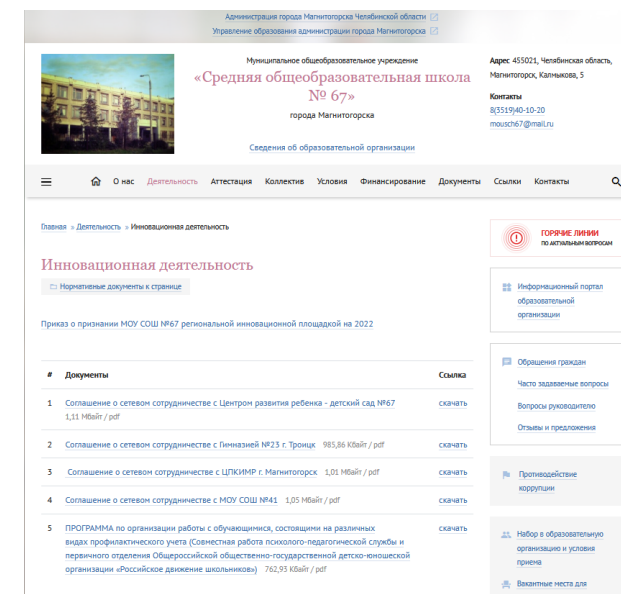 Администрация города Магнитогорска Челябинской области
Управление образования администрации города Магнитогорска
Муниципальное общеобразовательное учреждение
«Средняя общеобразовательная школа
№ 67»
города Магнитогорска
Сведения об образовательной организации
Адрес: 455021, Челябинская область,
Магнитогорск, Калмыкова, 5
Контакты
8(3519)40-10-20
mousch67@mail.ru
О нас Деятельность Аттестация Коллектив Условия Финансирование Документы Ссылки Контакты
Главная » Деятельность » Инновационная деятельность
Инновационная деятельность
Нормативные документы к странице
Приказ о признании МОУ СОШ №67 региональной инновационной площадкой на 2022
# Документы Ссылка
1 Соглашение о сетевом сотрудничестве с Центром развития ребенка - детский сад №67 скачать
1,11 Мбайт / pdf
2 Соглашение о сетевом сотрудничестве с Гимназией №23 г. Троицк 985,86 Кбайт / pdf скачать
3 Соглашение о сетевом сотрудничестве с ЦПКИМР г. Магнитогорск 1,01 Мбайт / pdf скачать
4 Соглашение о сетевом сотрудничестве с МОУ СОШ №41 1,05 Мбайт / pdf скачать
5 ПРОГРАММА по организации работы с обучающимися, состоящими на различных скачать
видах профилактического учета (Совместная работа психолого-педагогической службы и
первичного отделения Общероссийской общественно-государственной детско-юношеской
организации «Российское движение школьников») 762,93 Кбайт / pdf
ГОРЯЧИЕ ЛИНИИ
ПО АКТУАЛЬНЫМ ВОПРОСАМ
Информационный портал
образовательной
организации
Обращения граждан
Часто задаваемые вопросы
Вопросы руководителю
Отзывы и предложения
Противодействие
коррупции
Набор в образовательную
организацию и условия
приема
Вакантные места для